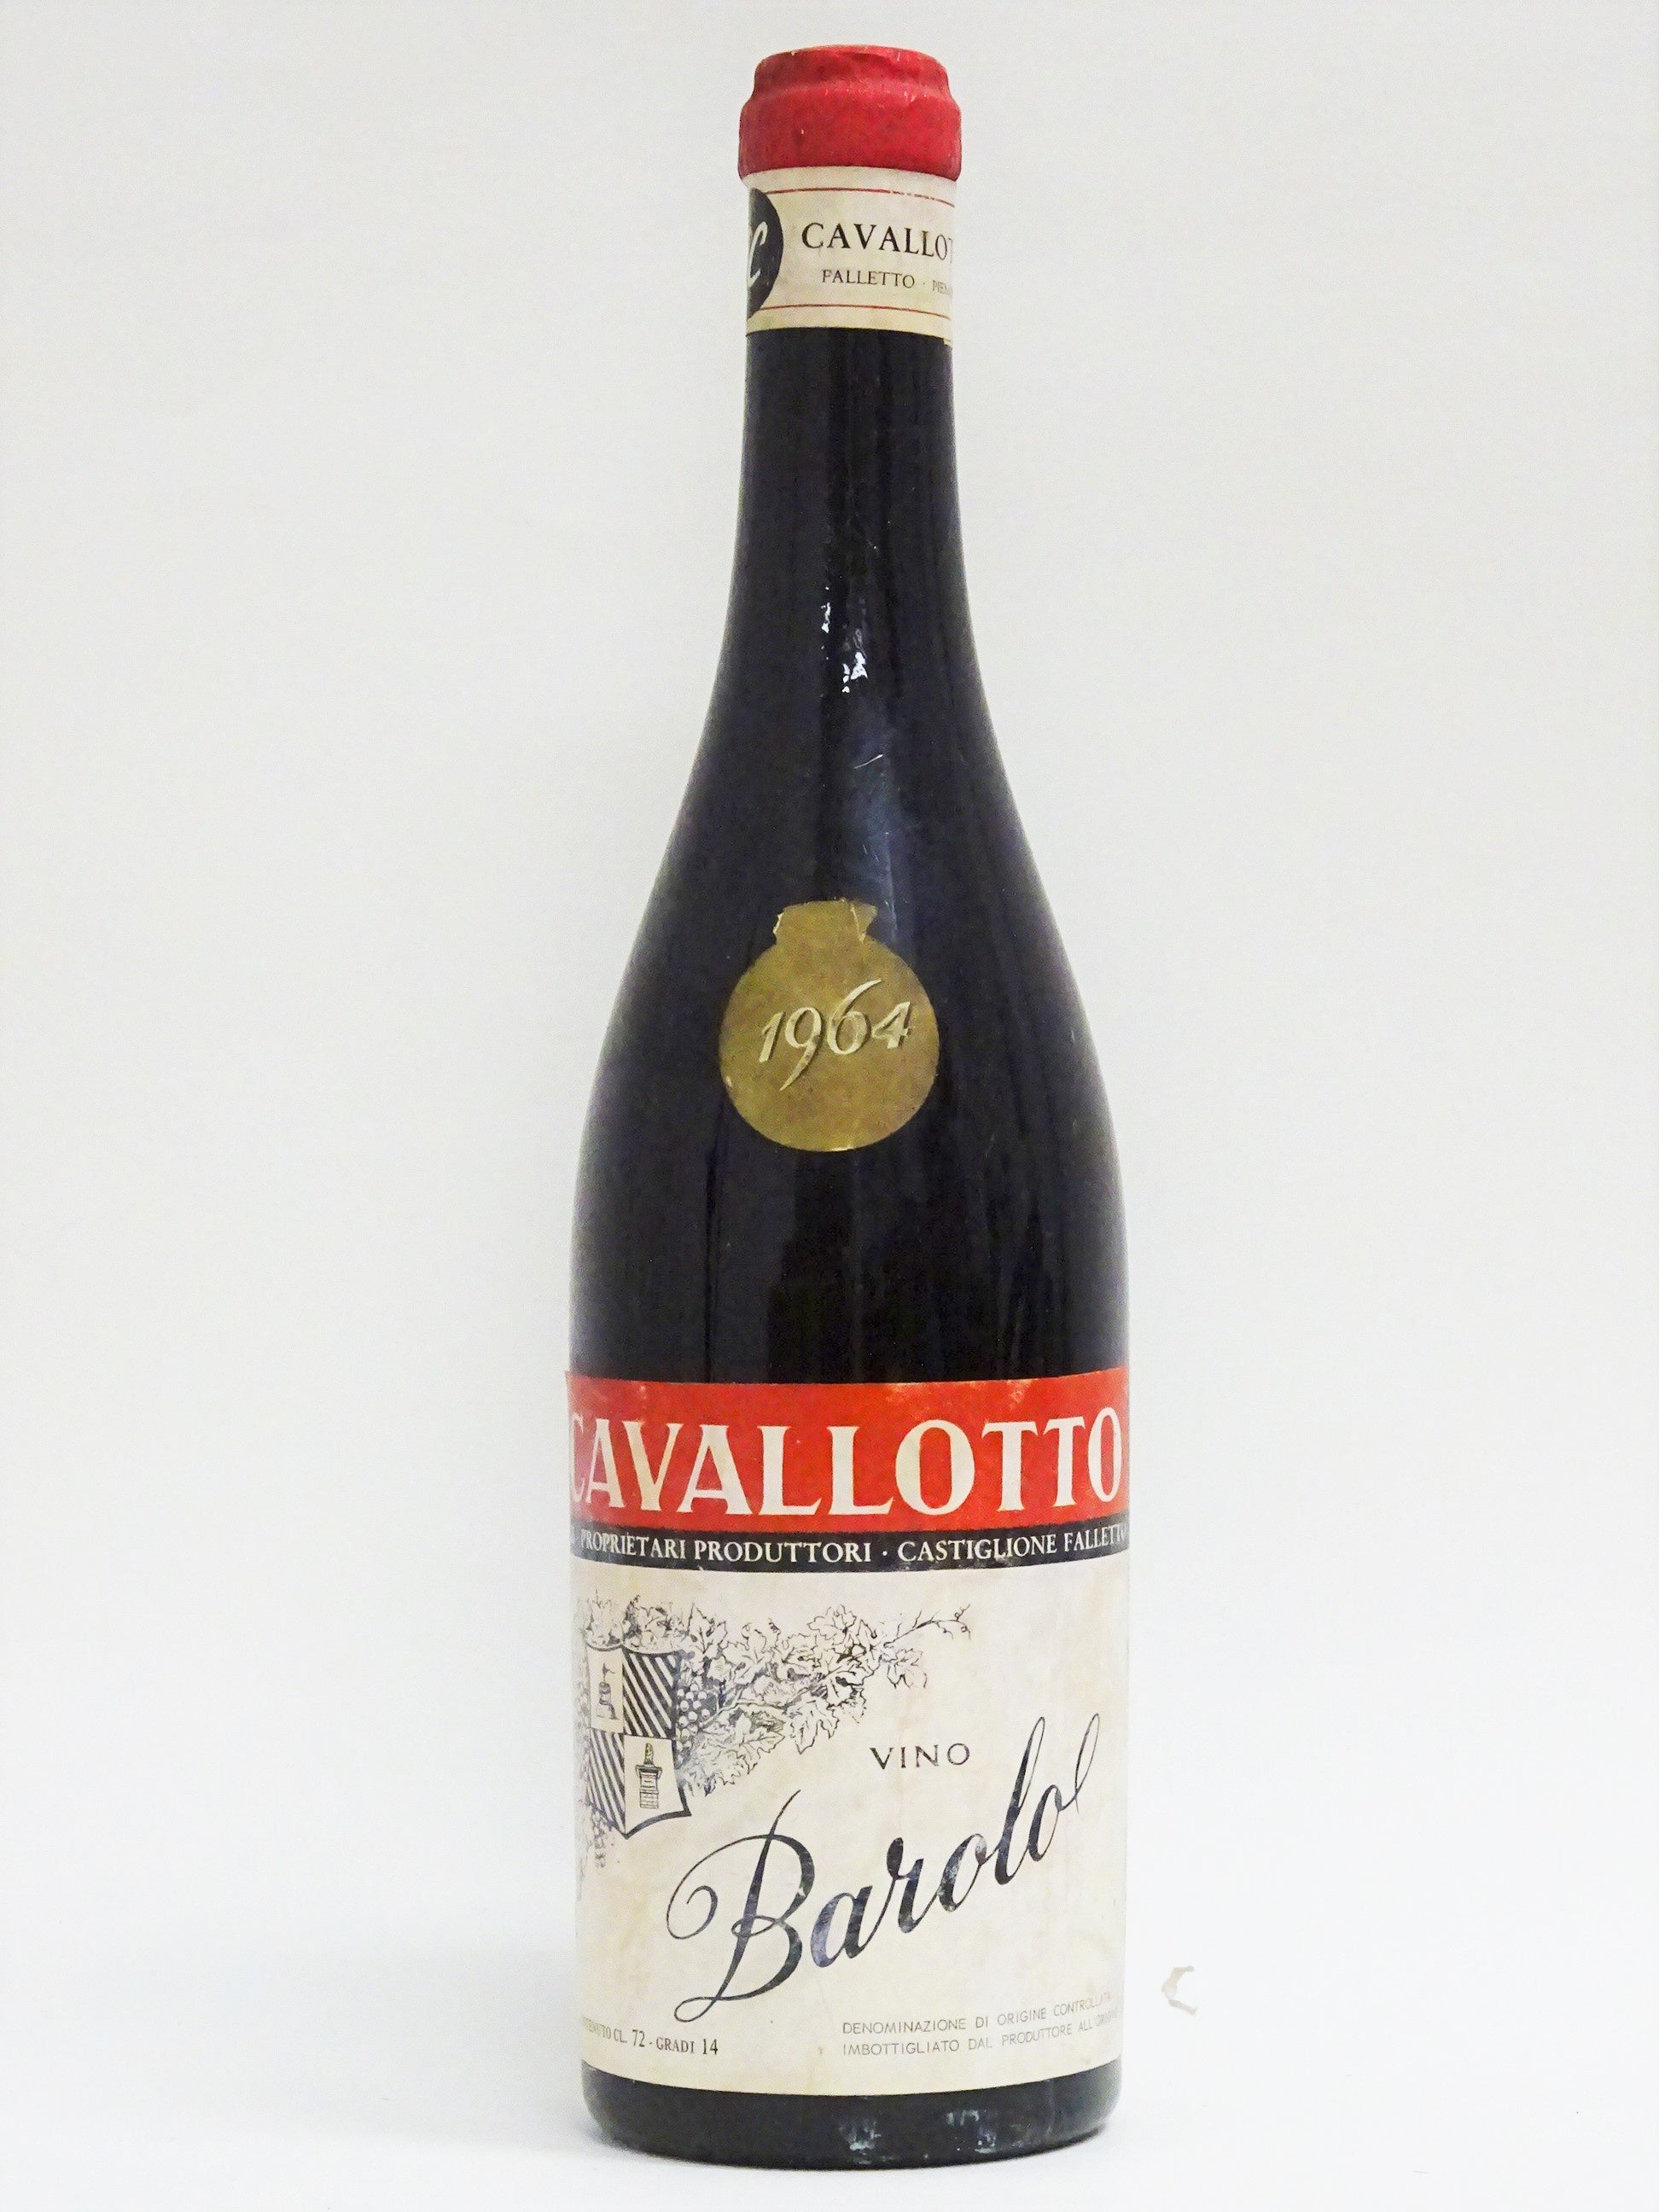 CAVALLOT
FALLETTO ·
1964
CAVALLOTTO
· PROPRIETARI PRODUTTORI · CASTIGLIONE FALLETTO
VINO
Barolo
CL. 72 - GRADI 14
DENOMINAZIONE DI ORIGINE CONTROLLATA
IMBOTTIGLIATO DAL PRODUTTORE ALL'